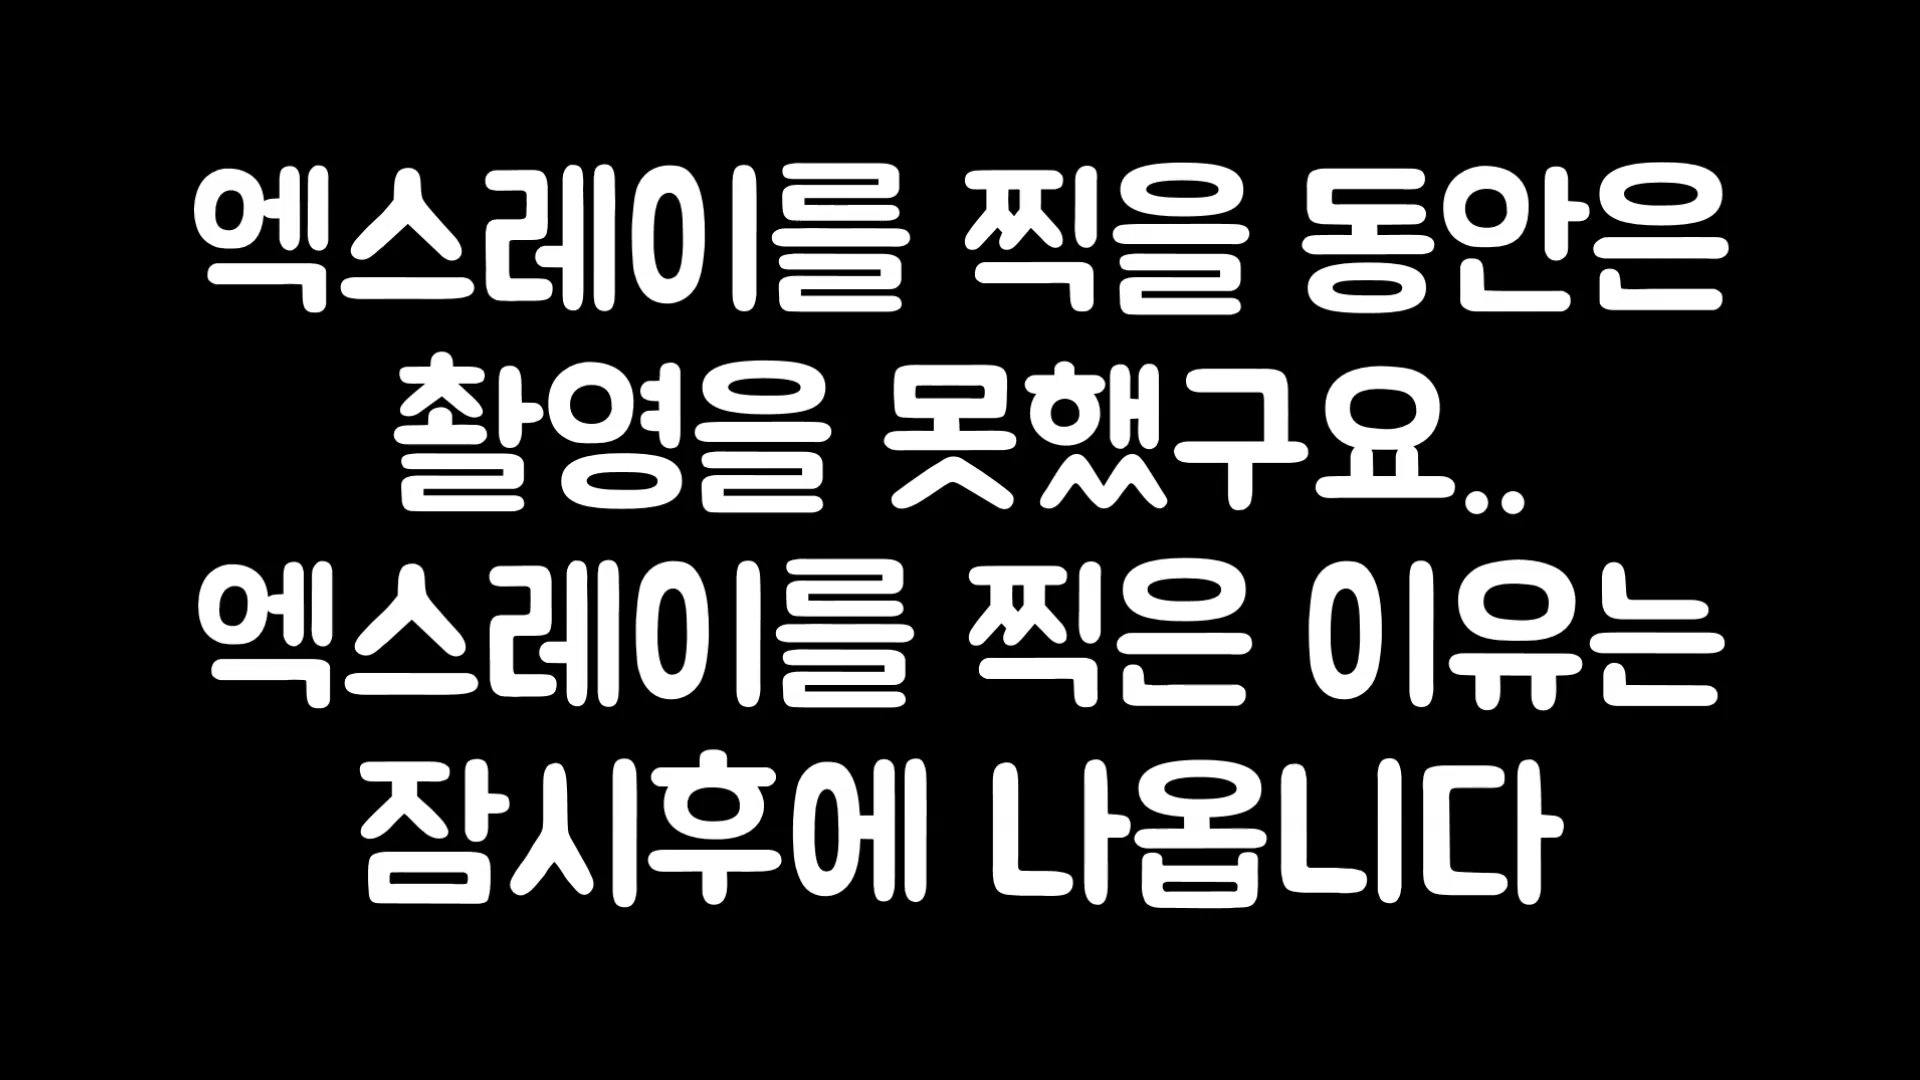 엑스레이를 찍을 동안은
촬영을 못했구요..
엑스레이를 찍은 이유는
잠시후에 나옵니다